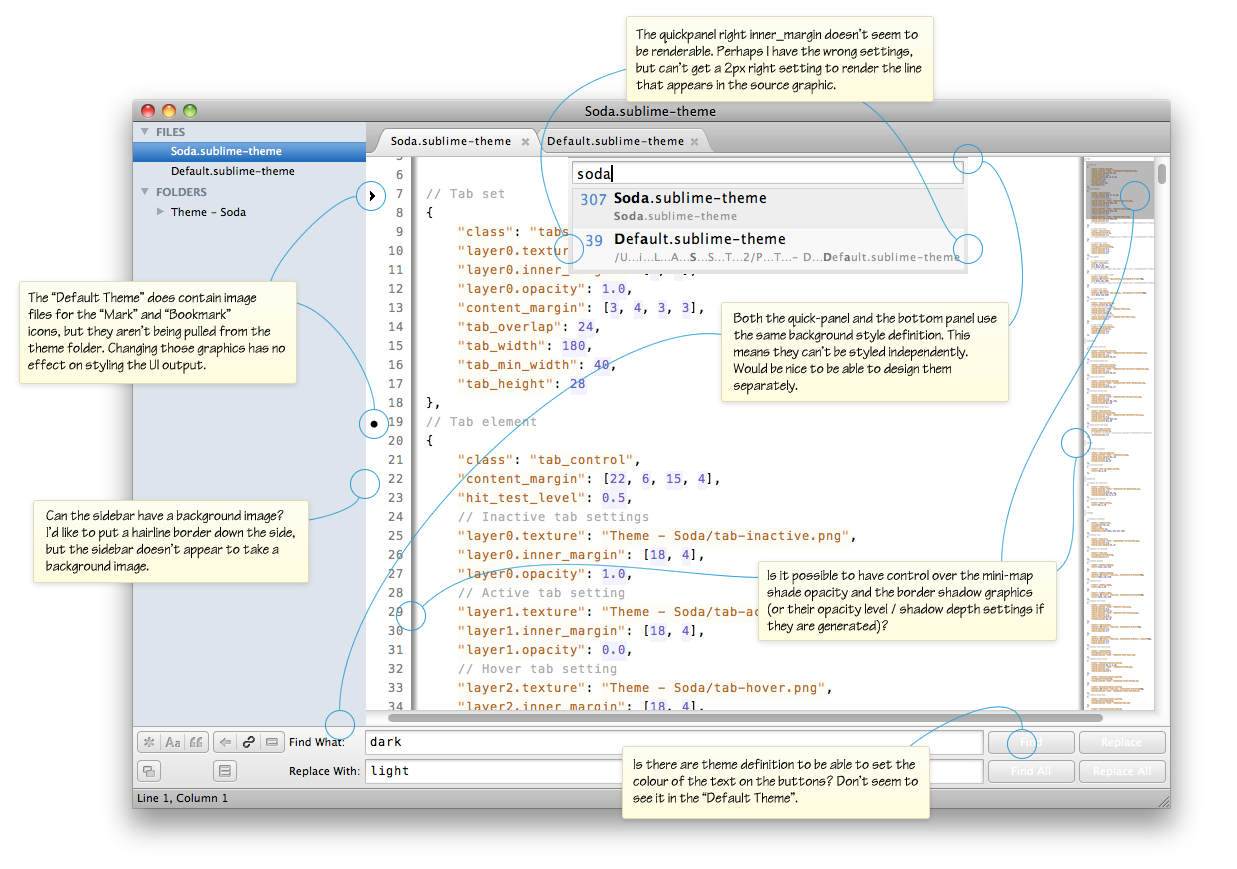 The quickpanel right inner_margin doesn't seem to
be renderable. Perhaps I have the wrong settings,
but can't get a 2px right setting to render the line
that appears in the source graphic.
Soda.sublime-theme
FILES
Soda.sublime-theme
Default.sublime-theme
FOLDERS
Theme – Soda
Soda.sublime-theme ×
Default.sublime-theme ×
soda
307 Soda.sublime-theme
Soda.sublime-theme
39 Default.sublime-theme
/U...i...L...A...S...S...T...2/P...T...– D...Default.sublime-theme
6
7 // Tab set
8 {
9 "class": "tabs
10 "layer0.textur
11 "layer0.inner_
12 "layer0.opacity": 1.0,
13 "content_margin": [3, 4, 3, 3],
14 "tab_overlap": 24,
15 "tab_width": 180,
16 "tab_min_width": 40,
17 "tab_height": 28
18 },
19 // Tab element
20 {
21 "class": "tab_control",
22 "content_margin": [22, 6, 15, 4],
23 "hit_test_level": 0.5,
24 // Inactive tab settings
25 "layer0.texture": "Theme – Soda/tab-inactive.png",
26 "layer0.inner_margin": [18, 4],
27 "layer0.opacity": 1.0,
28 // Active tab setting
29 "layer1.texture": "Theme – Soda/tab-ac
30 "layer1.inner_margin": [18, 4],
31 "layer1.opacity": 0.0,
32 // Hover tab setting
33 "layer2.texture": "Theme – Soda/tab-hover.png",
34 "layer2.inner_margin": [18, 4],
The "Default Theme" does contain image
files for the "Mark" and "Bookmark"
icons, but they aren't being pulled from the
theme folder. Changing those graphics has no
effect on styling the UI output.
Both the quick-panel and the bottom panel use
the same background style definition. This
means they can't be styled independently.
Would be nice to be able to design them
separately.
Can the sidebar have a background image?
I'd like to put a hairline border down the side,
but the sidebar doesn't appear to take a
background image.
Is it possible to have control over the mini-map
shade opacity and the border shadow graphics
(or their opacity level / shadow depth settings if
they are generated)?
Aa
Find What: dark
Find Replace
Replace With: light
Find All Replace All
Is there are theme definition to be able to set the
colour of the text on the buttons? Don't seem to
see it in the "Default Theme".
Line 1, Column 1